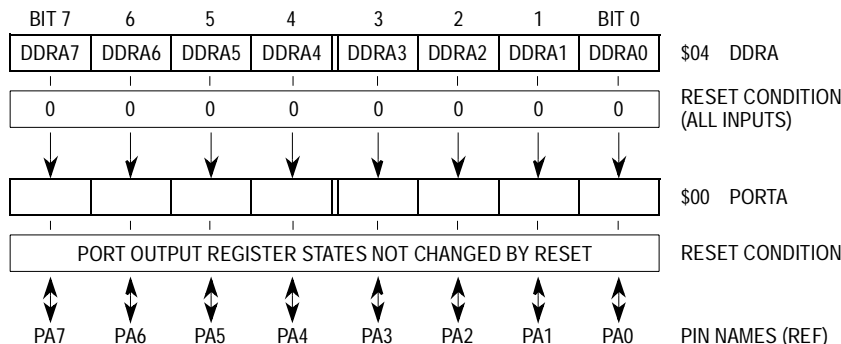 BIT 7 6 5 4 3 2 1 BIT 0
DDRA7 DDRA6 DDRA5 DDRA4 DDRA3 DDRA2 DDRA1 DDRA0 $04 DDRA
0 0 0 0 0 0 0 0 RESET CONDITION
(ALL INPUTS)
$00 PORTA
PORT OUTPUT REGISTER STATES NOT CHANGED BY RESET RESET CONDITION
PA7 PA6 PA5 PA4 PA3 PA2 PA1 PA0 PIN NAMES (REF)